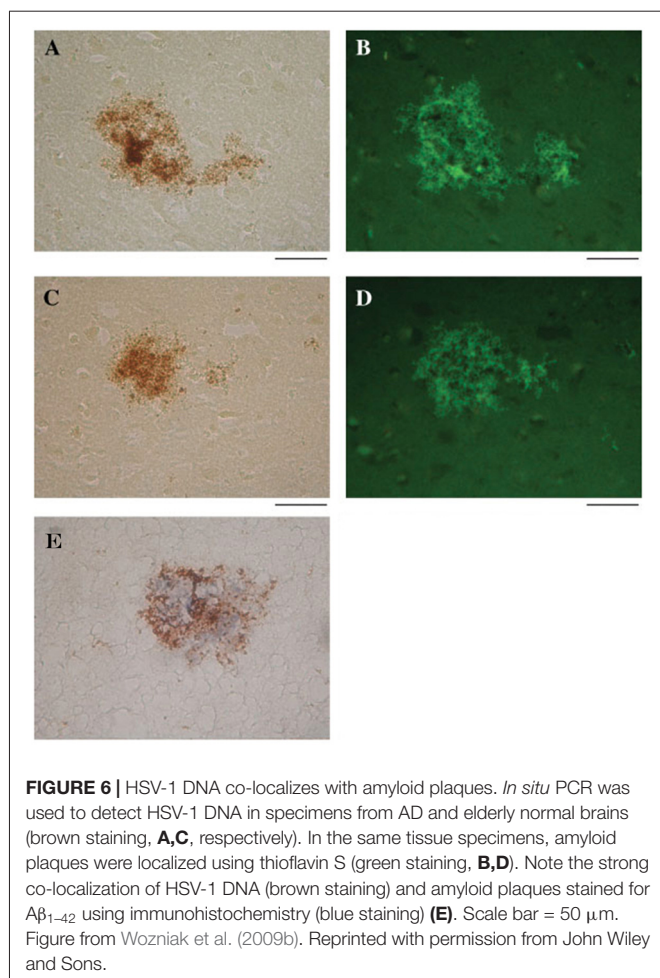 A
B
C
D
E
FIGURE 6 | HSV-1 DNA co-localizes with amyloid plaques. In situ PCR was
used to detect HSV-1 DNA in specimens from AD and elderly normal brains
(brown staining, A,C, respectively). In the same tissue specimens, amyloid
plaques were localized using thioflavin S (green staining, B,D). Note the strong
co-localization of HSV-1 DNA (brown staining) and amyloid plaques stained for
Aβ1–42 using immunohistochemistry (blue staining) (E). Scale bar = 50 μm.
Figure from Wozniak et al. (2009b). Reprinted with permission from John Wiley
and Sons.